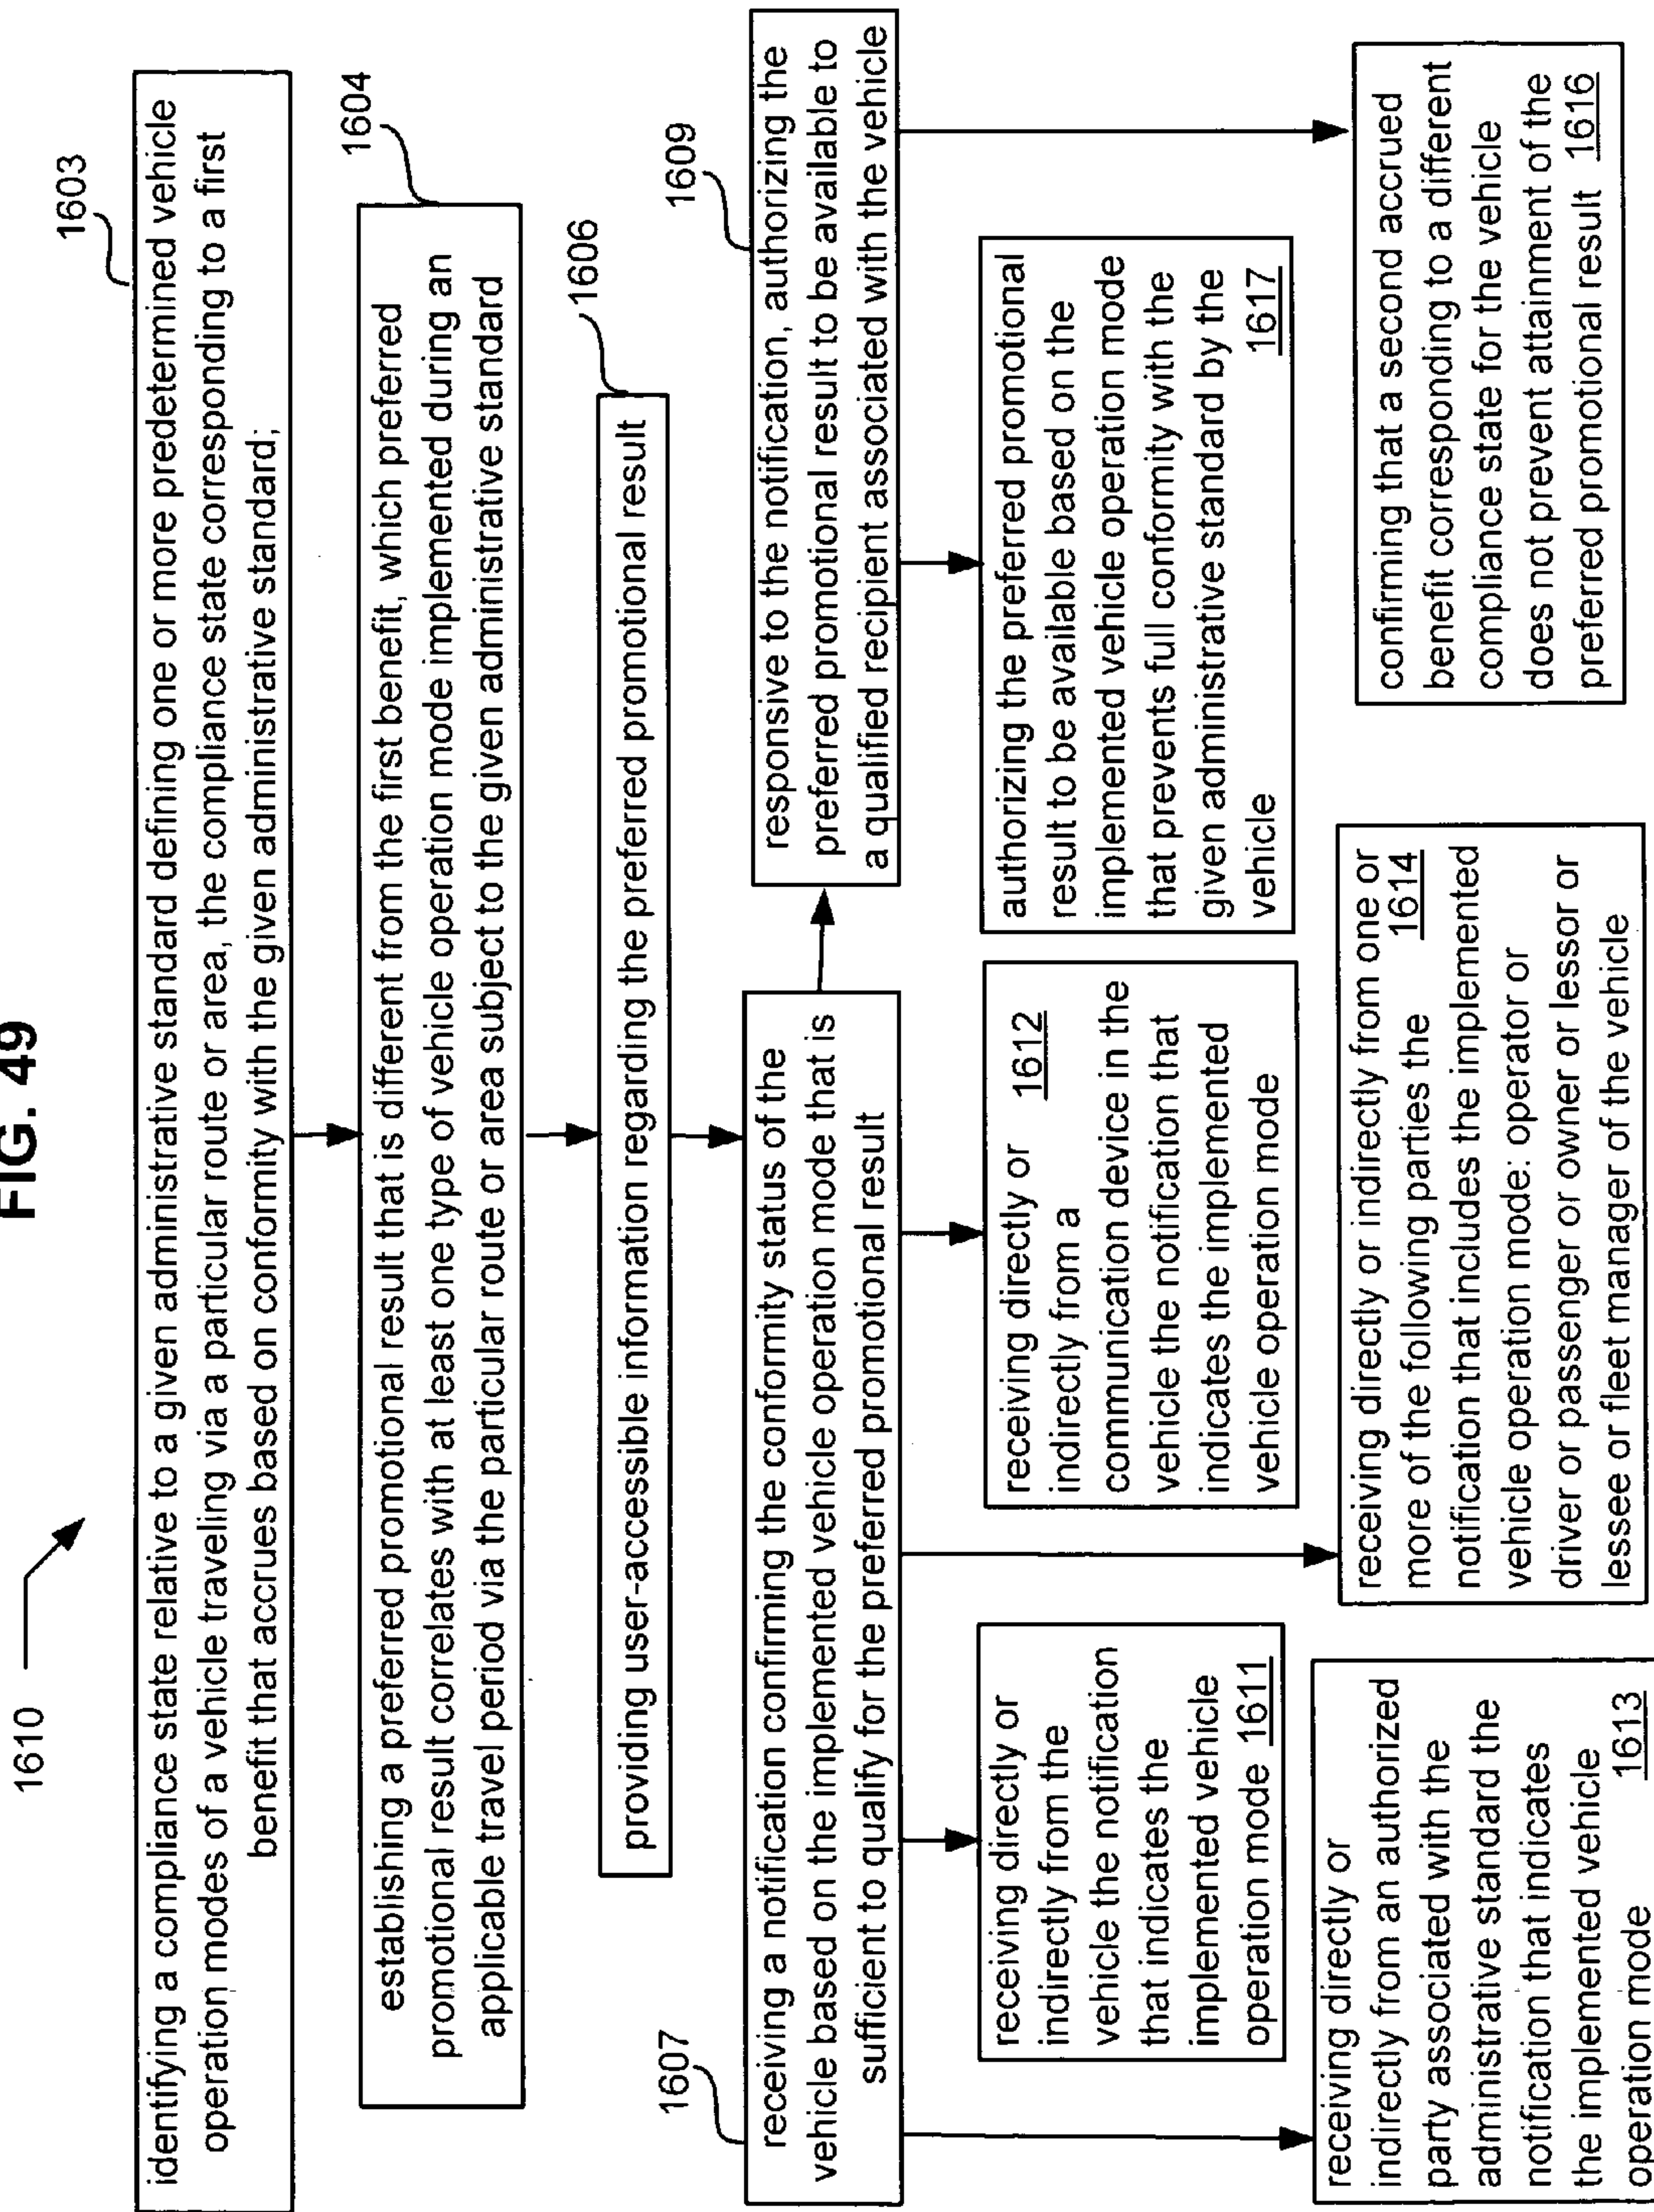 FIG. 49
1610
1603
identifying a compliance state relative to a given administrative standard defining one or more predetermined vehicle
operation modes of a vehicle traveling via a particular route or area, the compliance state corresponding to a first
benefit that accrues based on conformity with the given administrative standard;
1604
establishing a preferred promotional result that is different from the first benefit, which preferred
promotional result correlates with at least one type of vehicle operation mode implemented during an
applicable travel period via the particular route or area subject to the given administrative standard
1606
providing user-accessible information regarding the preferred promotional result
1607
receiving a notification confirming the conformity status of the
vehicle based on the implemented vehicle operation mode that is
sufficient to qualify for the preferred promotional result
1609
responsive to the notification, authorizing the
preferred promotional result to be available to
a qualified recipient associated with the vehicle
receiving directly or
indirectly from the
vehicle the notification
that indicates the
implemented vehicle
operation mode 1611
receiving directly or 1612
indirectly from a
communication device in the
vehicle the notification that
indicates the implemented
vehicle operation mode
authorizing the preferred promotional
result to be available based on the
implemented vehicle operation mode
that prevents full conformity with the
given administrative standard by the
vehicle 1617
receiving directly or
indirectly from an authorized
party associated with the
administrative standard the
notification that indicates
the implemented vehicle
operation mode 1613
receiving directly or indirectly from one or
more of the following parties the 1614
notification that includes the implemented
vehicle operation mode: operator or
driver or passenger or owner or lessor or
lessee or fleet manager of the vehicle
confirming that a second accrued
benefit corresponding to a different
compliance state for the vehicle
does not prevent attainment of the
preferred promotional result 1616